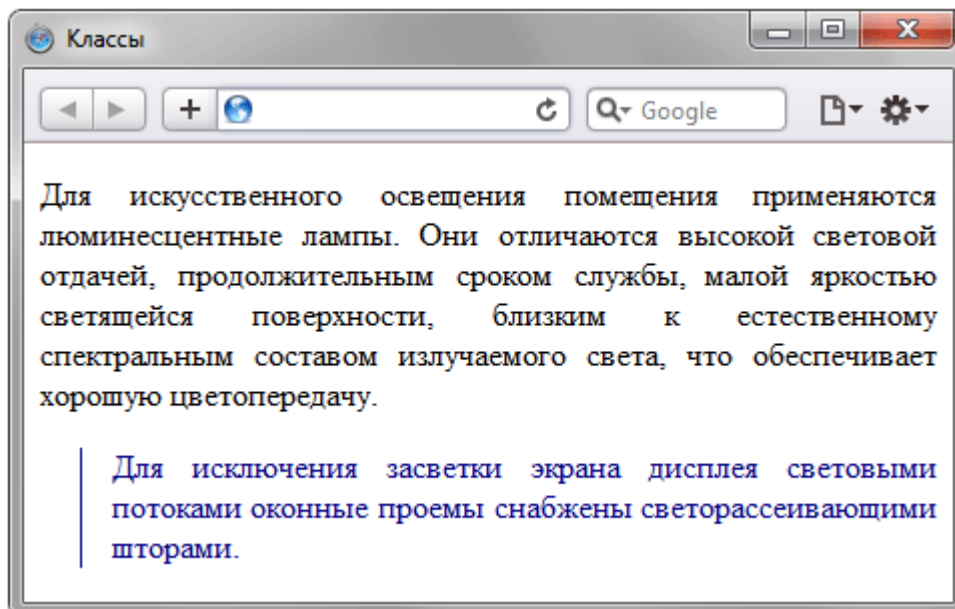 Классы
Google
Для искусственного освещения помещения применяются
люминесцентные лампы. Они отличаются высокой световой
отдачей, продолжительным сроком службы, малой яркостью
светящейся поверхности, близким к естественному
спектральным составом излучаемого света, что обеспечивает
хорошую цветопередачу.
Для исключения засветки экрана дисплея световыми
потоками оконные проемы снабжены светорассеивающими
шторами.